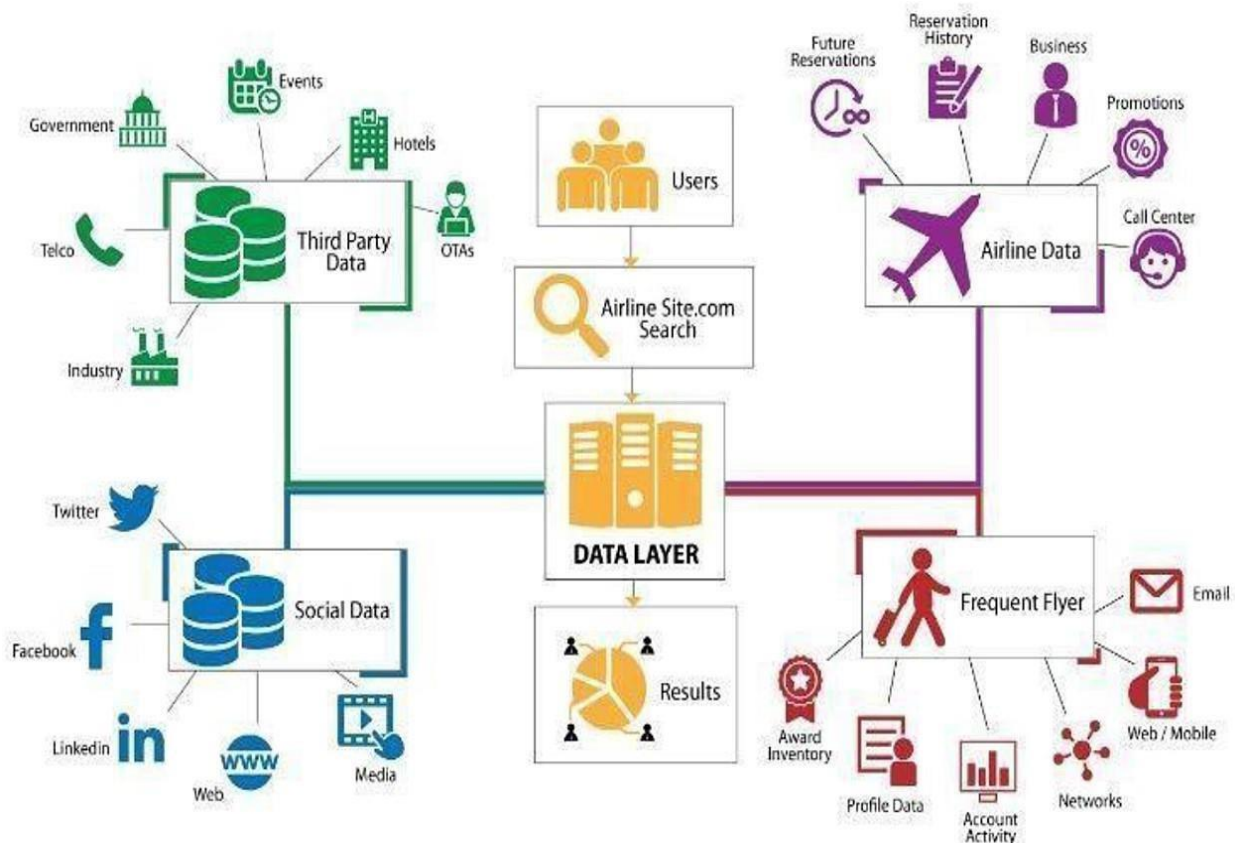 Government
Events
Hotels
OTAs
Telco
Industry
Third Party
Data
Users
Airline Site.com
Search
DATA LAYER
Results
Future
Reservations
Reservation
History
Business
Promotions
Call Center
Airline Data
Twitter
Facebook
Linkedin
in
Web
www
Media
Social Data
Frequent Flyer
Email
Web / Mobile
Networks
Account
Activity
Profile Data
Award
Inventory